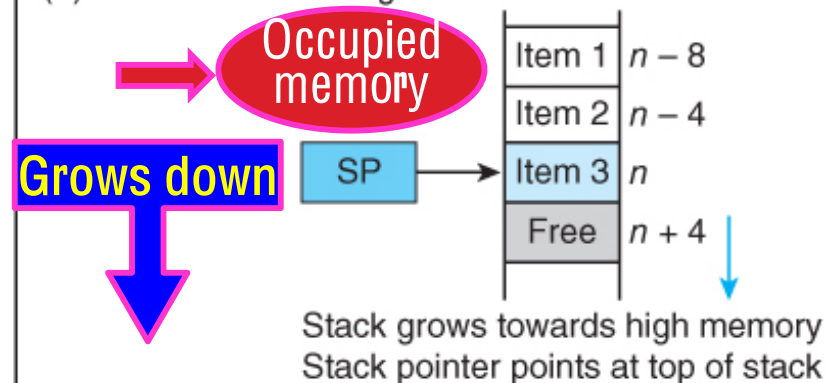 Occupied
memory
Item 1 n – 8
Item 2 n – 4
Grows down
SP
Item 3 n
Free n + 4
Stack grows towards high memory
Stack pointer points at top of stack